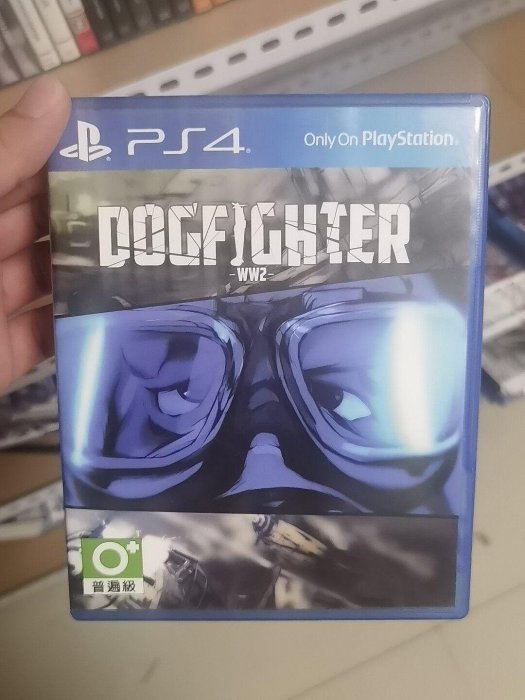 PS4
Only On PlayStation
DOGFIGHTER
-WW2-
0+
普遍級